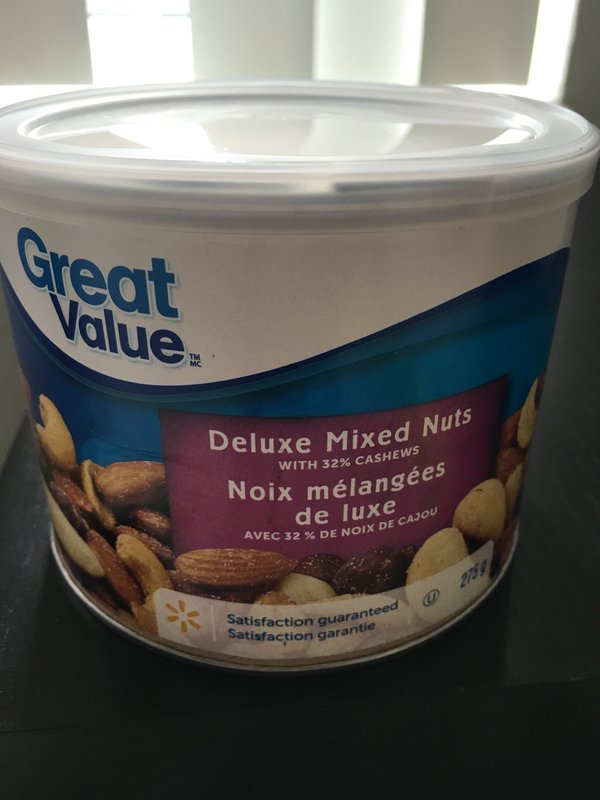 Great
Value
TM
MC
Deluxe Mixed Nuts
WITH 32% CASHEWS
Noix mélangées
de luxe
AVEC 32 % DE NOIX DE CAJOU
Satisfaction guaranteed
Satisfaction garantie
U
275 g